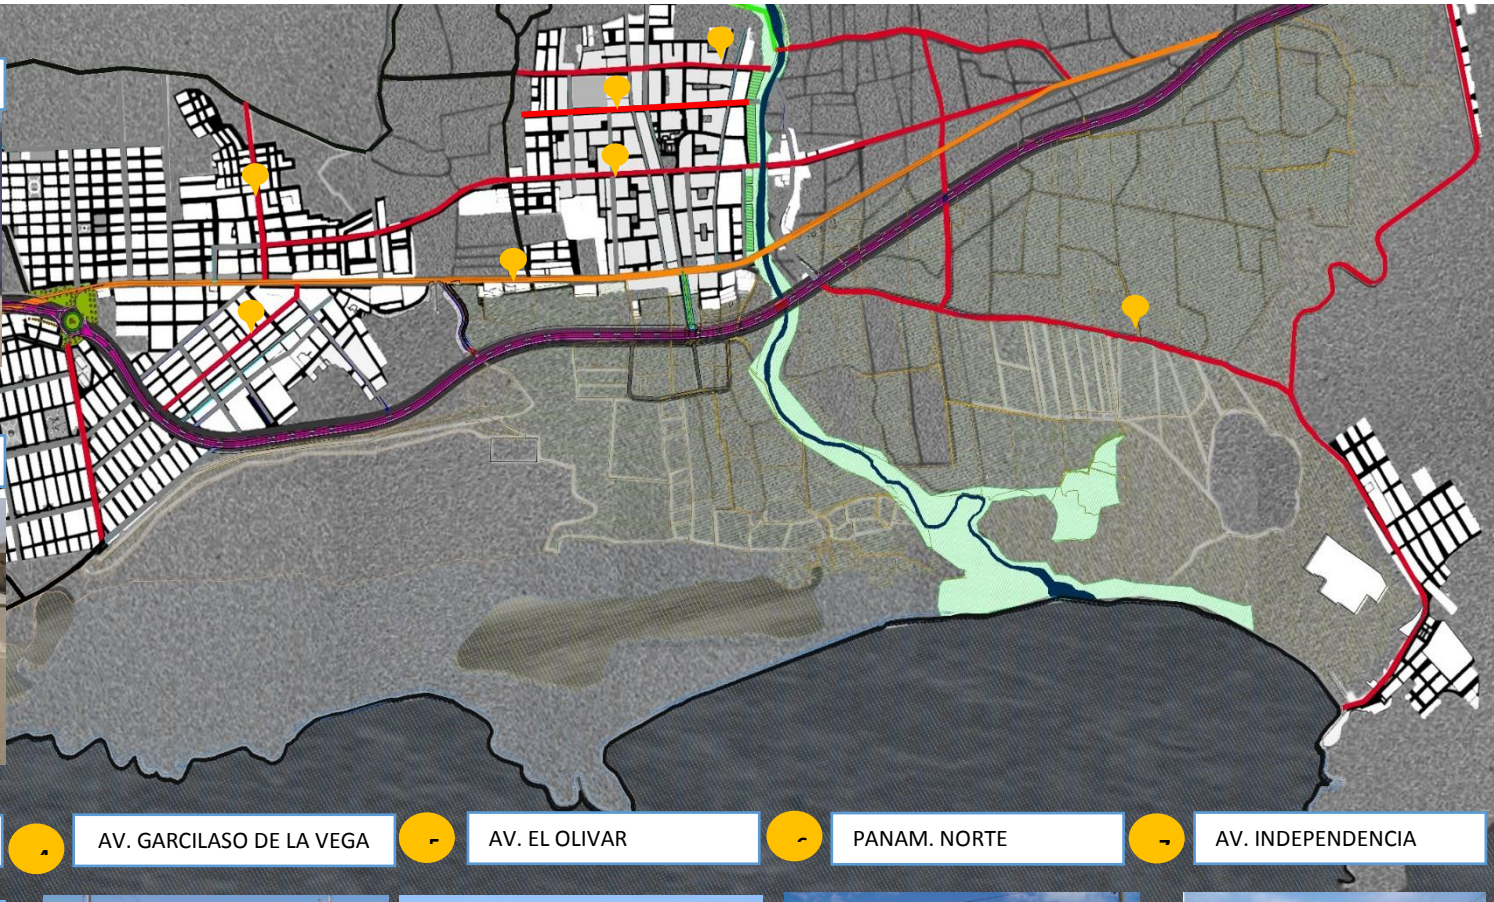 AV. GARCILASO DE LA VEGA
AV. EL OLIVAR
PANAM. NORTE
AV. INDEPENDENCIA